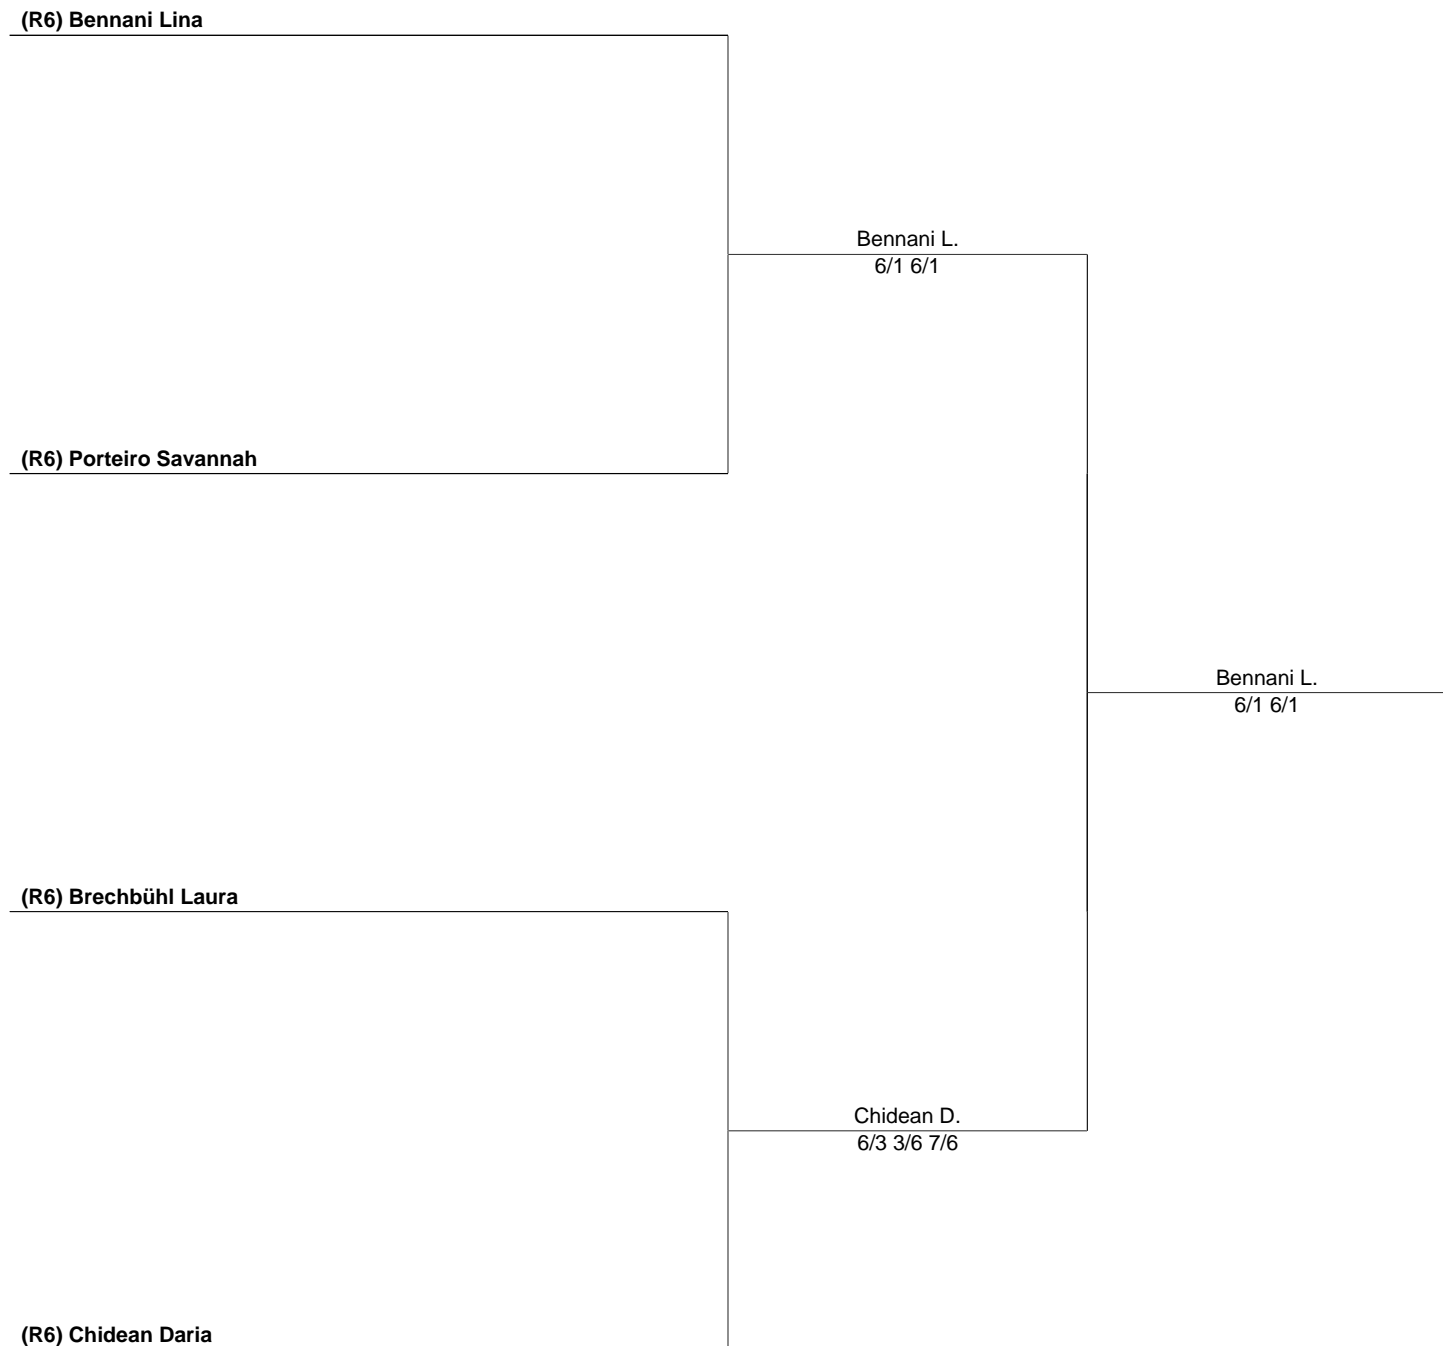 (R6) Bennani Lina
Bennani L.
6/1 6/1
(R6) Porteiro Savannah
Bennani L.
6/1 6/1
(R6) Brechbühl Laura
Chidean D.
6/3 3/6 7/6
(R6) Chidean Daria